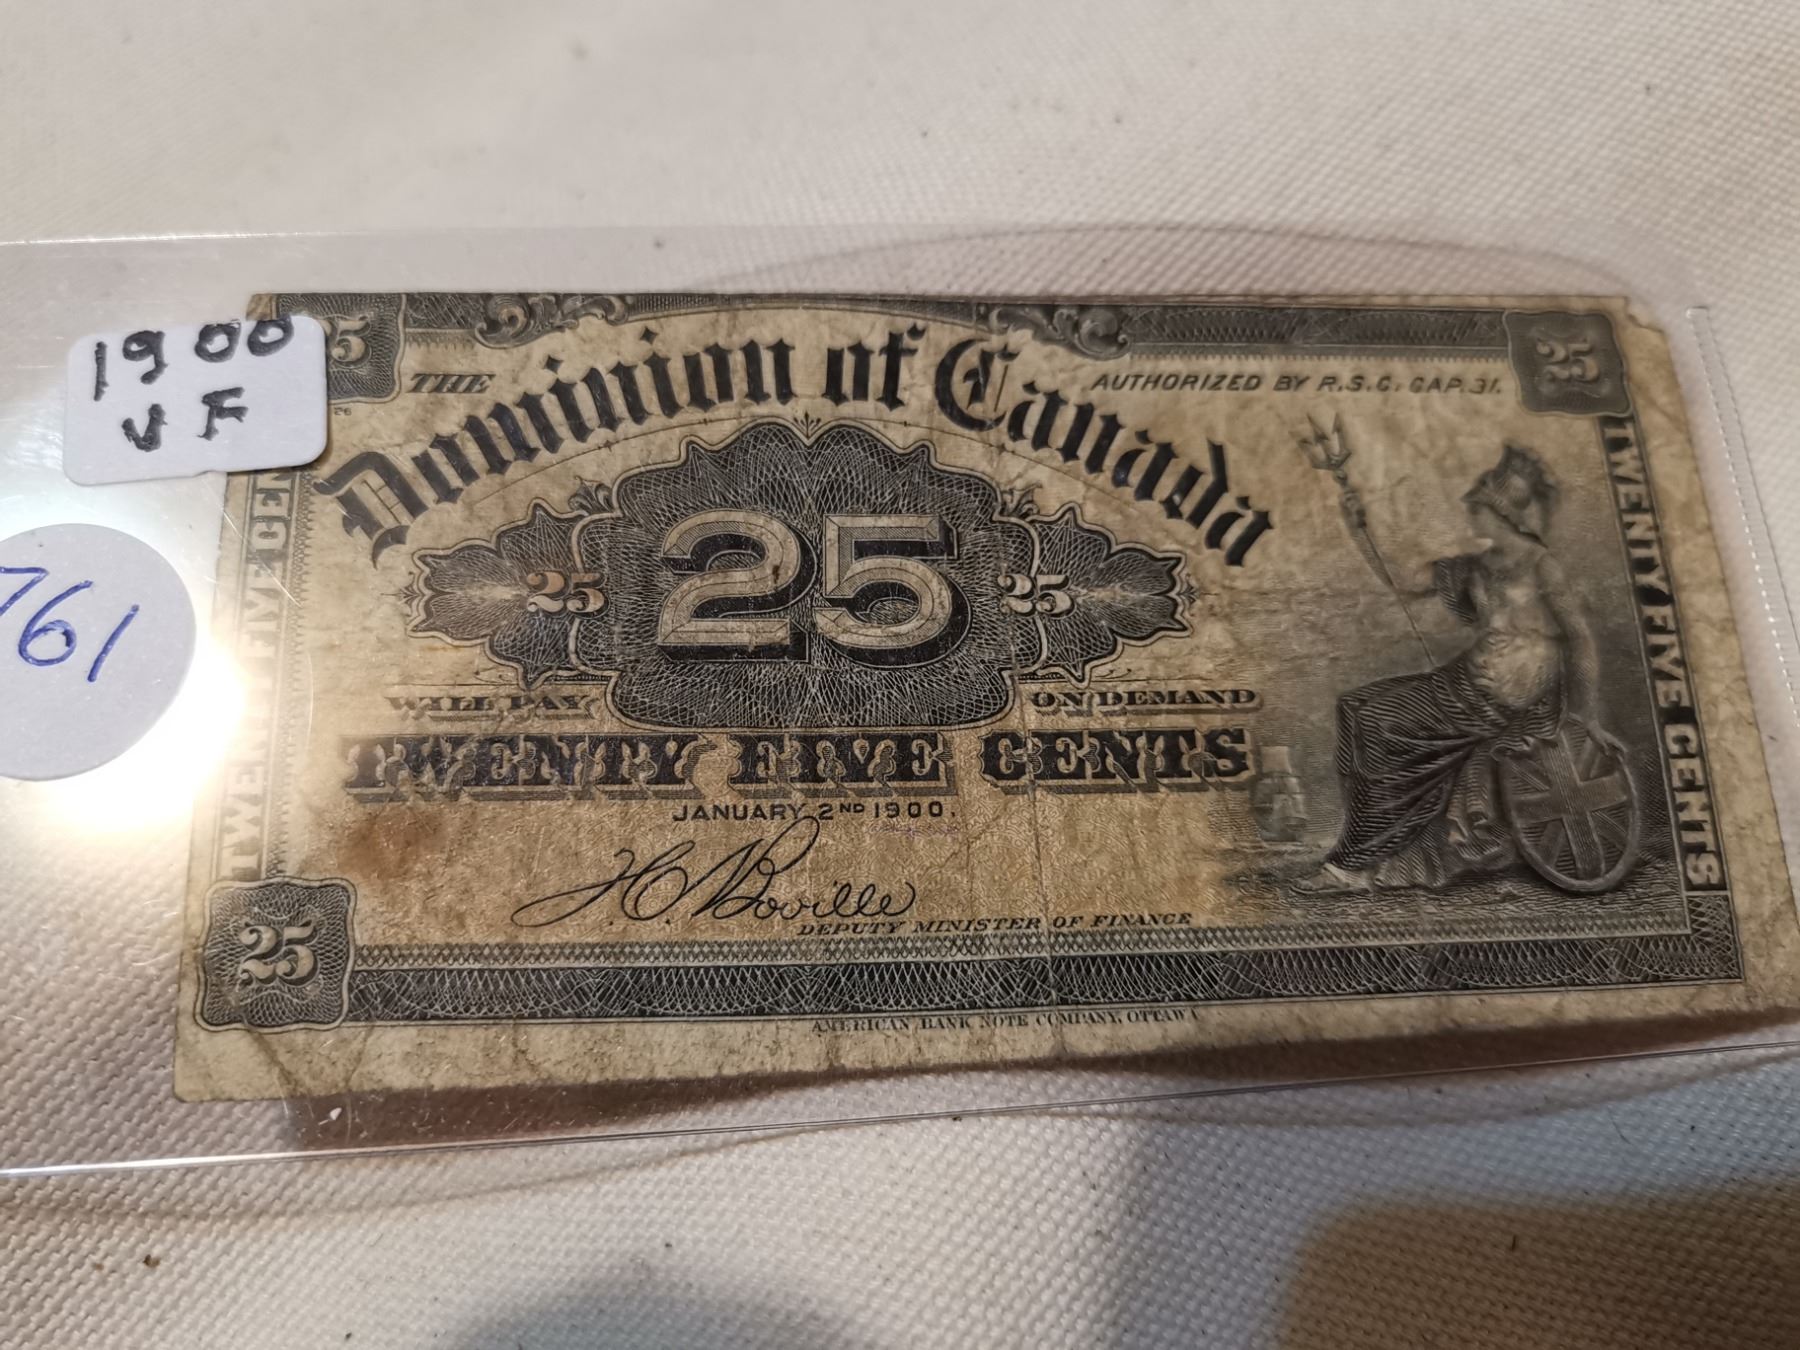 1900
VF
761
25
25
THE
Dominion of Canada
AUTHORIZED BY R.S.C. CAP. 31.
25
25
25
WILL PAY
ON DEMAND
TWENTY FIVE CENTS
JANUARY 2ND 1900.
H C Boville
DEPUTY MINISTER OF FINANCE
25
AMERICAN BANK NOTE COMPANY, OTTAWA
TWENTY FIVE CEN
TWENTY FIVE CENTS